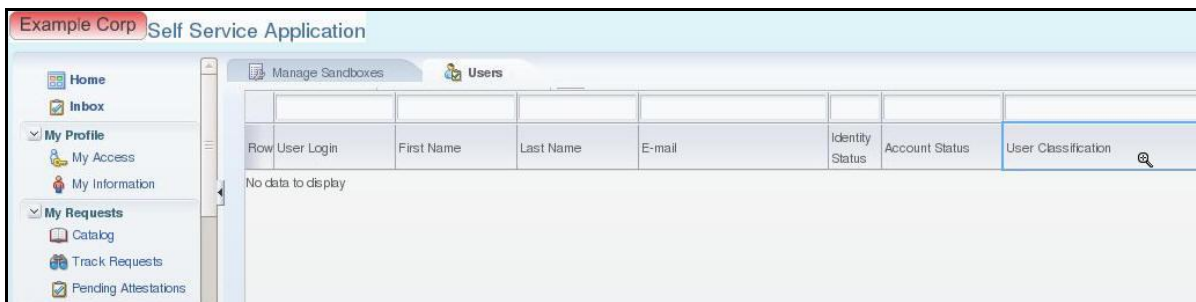 Example Corp Self Service Application
Home
Inbox
My Profile
My Access
My Information
My Requests
Catalog
Track Requests
Pending Attestations
Manage Sandboxes Users
Row User Login First Name Last Name E-mail Identity Status Account Status User Classification
No data to display